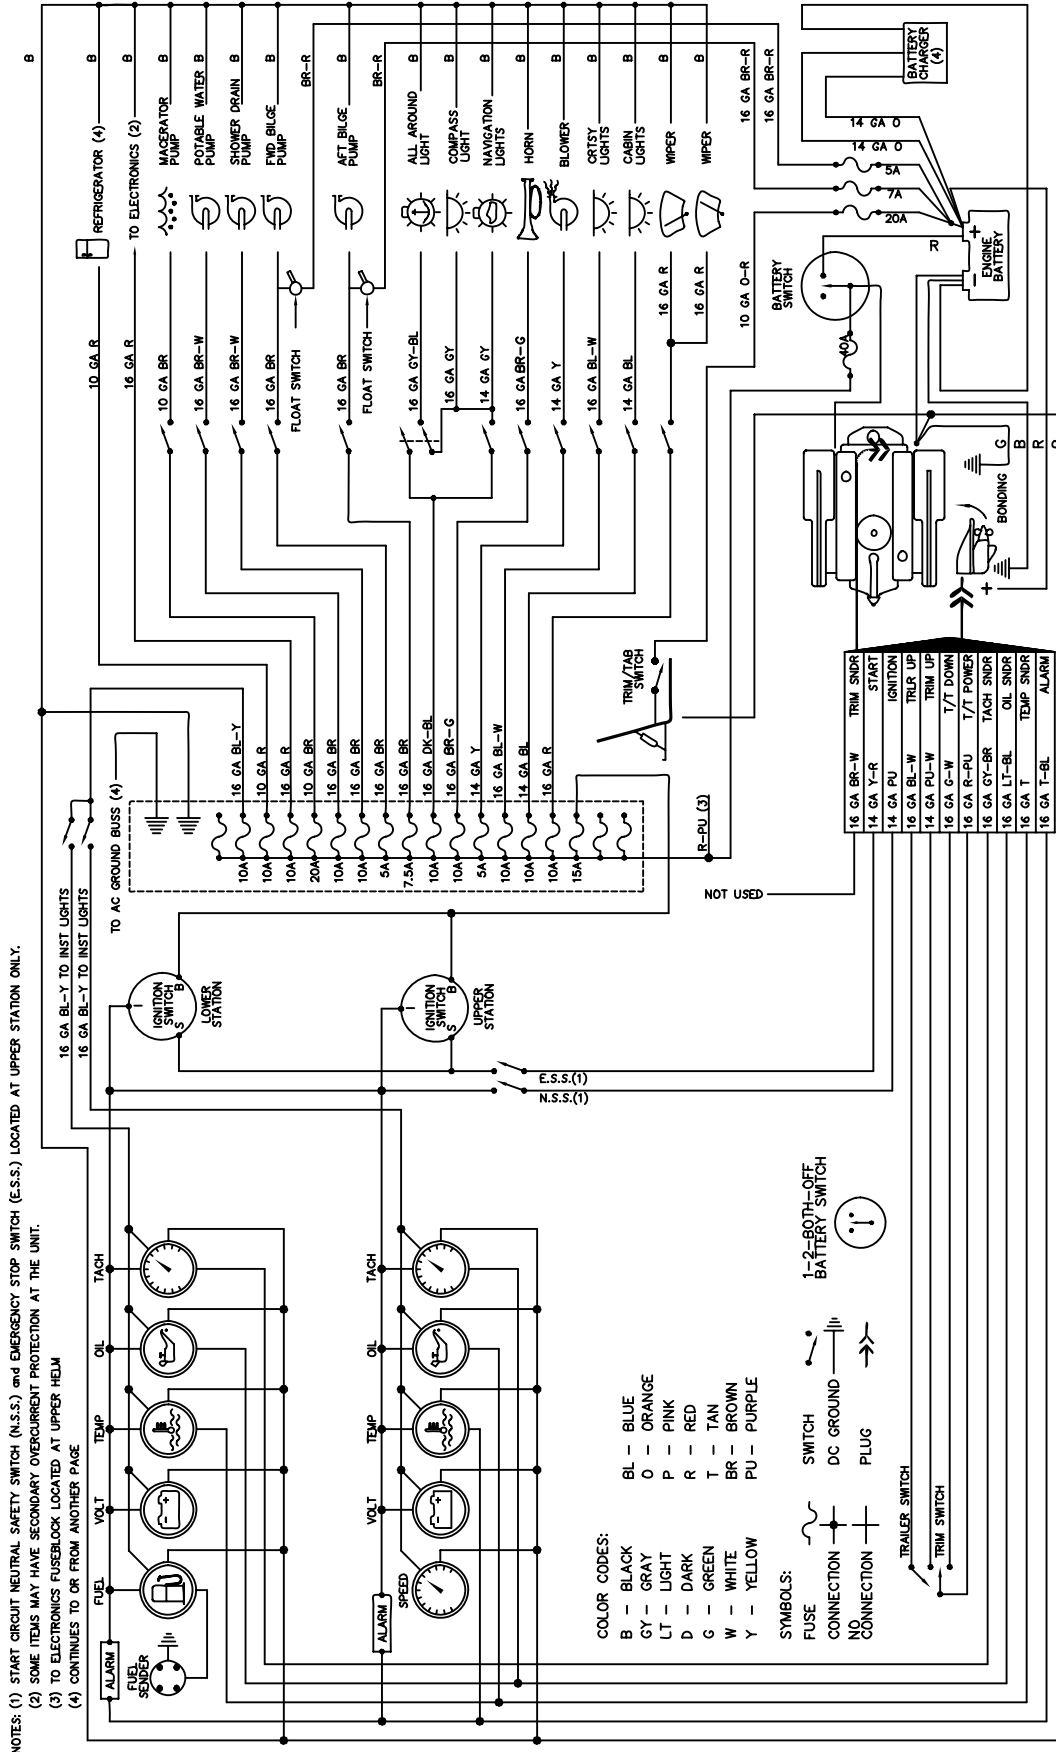 NOTES: (1) START CIRCUIT NEUTRAL SAFETY SWITCH (N.S.S.) and EMERGENCY STOP SWITCH (E.S.S.) LOCATED AT UPPER STATION ONLY.
(2) SOME ITEMS MAY HAVE SECONDARY OVERCURRENT PROTECTION AT THE UNIT.
(3) TO ELECTRONICS FUSEBLOCK LOCATED AT UPPER HELM
(4) CONTINUES TO OR FROM ANOTHER PAGE
ALARM
FUEL SENDER
FUEL
VOLT
TEMP
OIL
TACH
ALARM
SPEED
VOLT
TEMP
OIL
TACH
16 GA BL-Y TO INST LIGHTS
16 GA BL-Y TO INST LIGHTS
TO AC GROUND BUSS (4)
IGNITION SWITCH
I
B
S
LOWER STATION
IGNITION SWITCH
I
B
S
UPPER STATION
E.S.S.(1)
N.S.S.(1)
10A
10A
10A
20A
10A
10A
5A
7.5A
10A
10A
5A
10A
10A
10A
15A
16 GA BL-Y
10 GA R
16 GA R
10 GA BR
16 GA BR
16 GA BR
16 GA BR
16 GA BR
16 GA DK-BL
16 GA BR-G
14 GA Y
16 GA BL-W
14 GA BL
16 GA R
R-PU (3)
NOT USED
TRIM/TAB SWITCH
10 GA R
16 GA R
10 GA BR
16 GA BR-W
16 GA BR-W
16 GA BR
FLOAT SWITCH
16 GA BR
FLOAT SWITCH
16 GA GY-BL
16 GA GY
14 GA GY
16 GA BR-G
14 GA Y
16 GA BL-W
14 GA BL
16 GA R
16 GA R
10 GA O-R
REFRIGERATOR (4)
TO ELECTRONICS (2)
MACERATOR PUMP
POTABLE WATER PUMP
SHOWER DRAIN PUMP
FWD BILGE PUMP
AFT BILGE PUMP
ALL AROUND LIGHT
COMPASS LIGHT
NAVIGATION LIGHTS
HORN
BLOWER
CRTSY LIGHTS
CABIN LIGHTS
WIPER
WIPER
B
B
B
B
B
B
B
BR-R
B
BR-R
B
B
B
B
B
B
B
B
B
16 GA BR-R
16 GA BR-R
BATTERY CHARGER (4)
14 GA O
14 GA O
5A
7A
20A
BATTERY SWITCH
40A
R
+
-
ENGINE BATTERY
G
B
R
BONDING
+
16 GA BR-W TRIM SNDR
14 GA Y-R START
14 GA PU IGNITION
16 GA BL-W TRLR UP
14 GA PU-W TRIM UP
16 GA G-W T/T DOWN
16 GA R-PU T/T POWER
16 GA GY-BR TACH SNDR
16 GA LT-BL OIL SNDR
16 GA T TEMP SNDR
16 GA T-BL ALARM
COLOR CODES:
B - BLACK BL - BLUE
GY - GRAY O - ORANGE
LT - LIGHT P - PINK
D - DARK R - RED
G - GREEN T - TAN
W - WHITE BR - BROWN
Y - YELLOW PU - PURPLE
SYMBOLS:
FUSE SWITCH 1-2-BOTH-OFF BATTERY SWITCH
CONNECTION DC GROUND
NO CONNECTION PLUG
TRAILER SWITCH
TRIM SWITCH